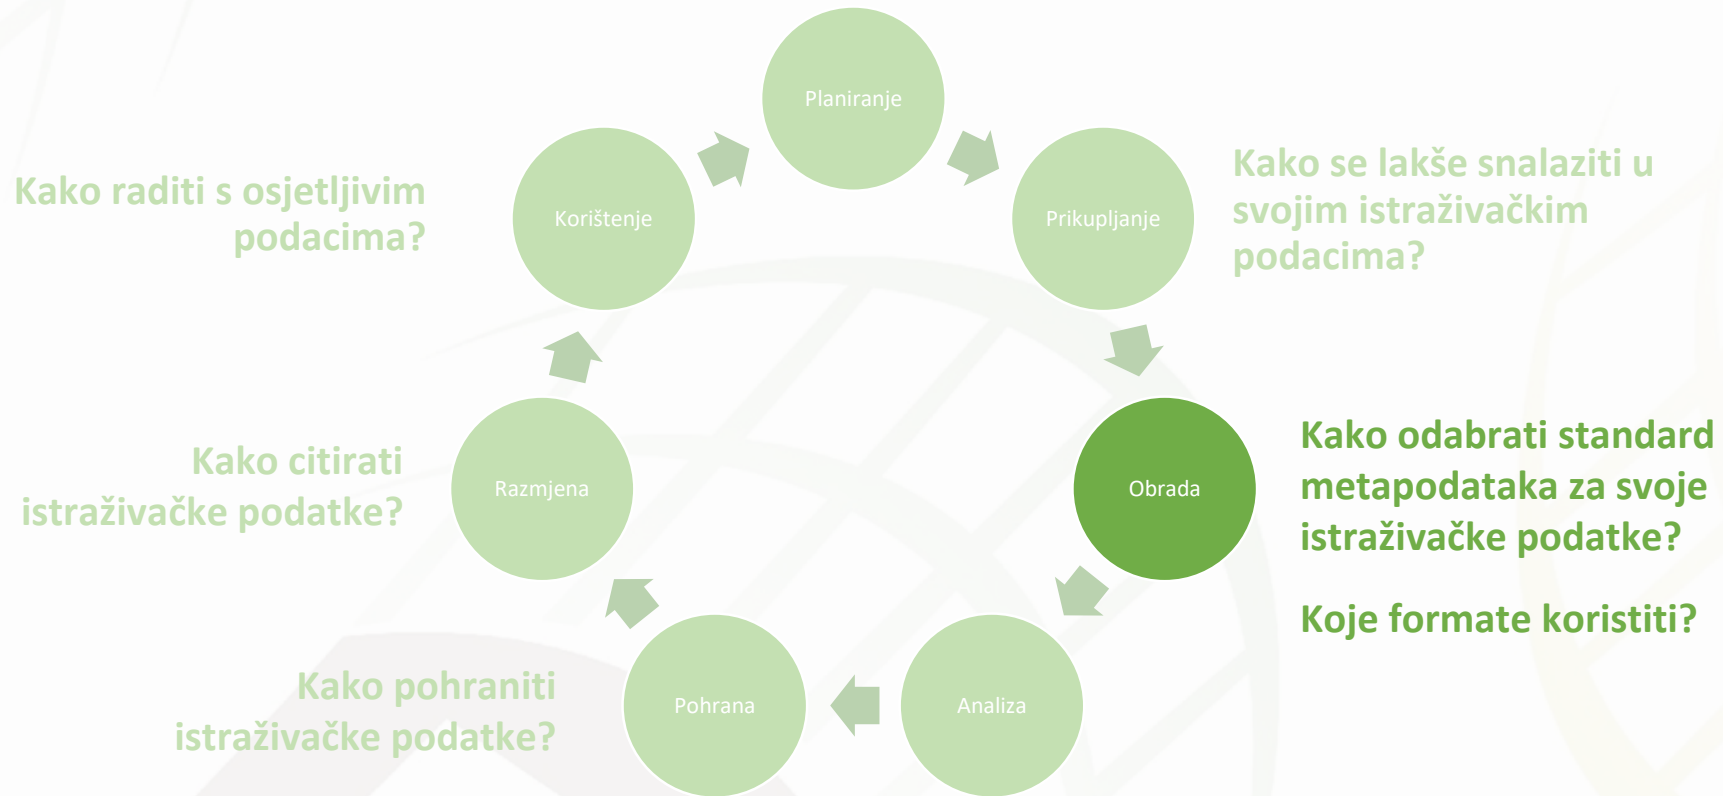 Planiranje
Prikupljanje
Kako se lakše snalaziti u
svojim istraživačkim
podacima?
Obrada
Kako odabrati standard
metapodataka za svoje
istraživačke podatke?
Koje formate koristiti?
Analiza
Pohrana
Kako pohraniti
istraživačke podatke?
Razmjena
Kako citirati
istraživačke podatke?
Korištenje
Kako raditi s osjetljivim
podacima?